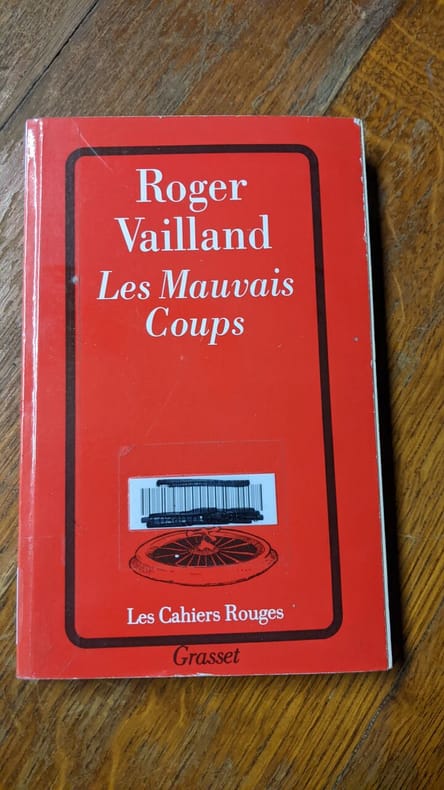 Roger
Vailland
Les Mauvais
Coups
Les Cahiers Rouges
Grasset